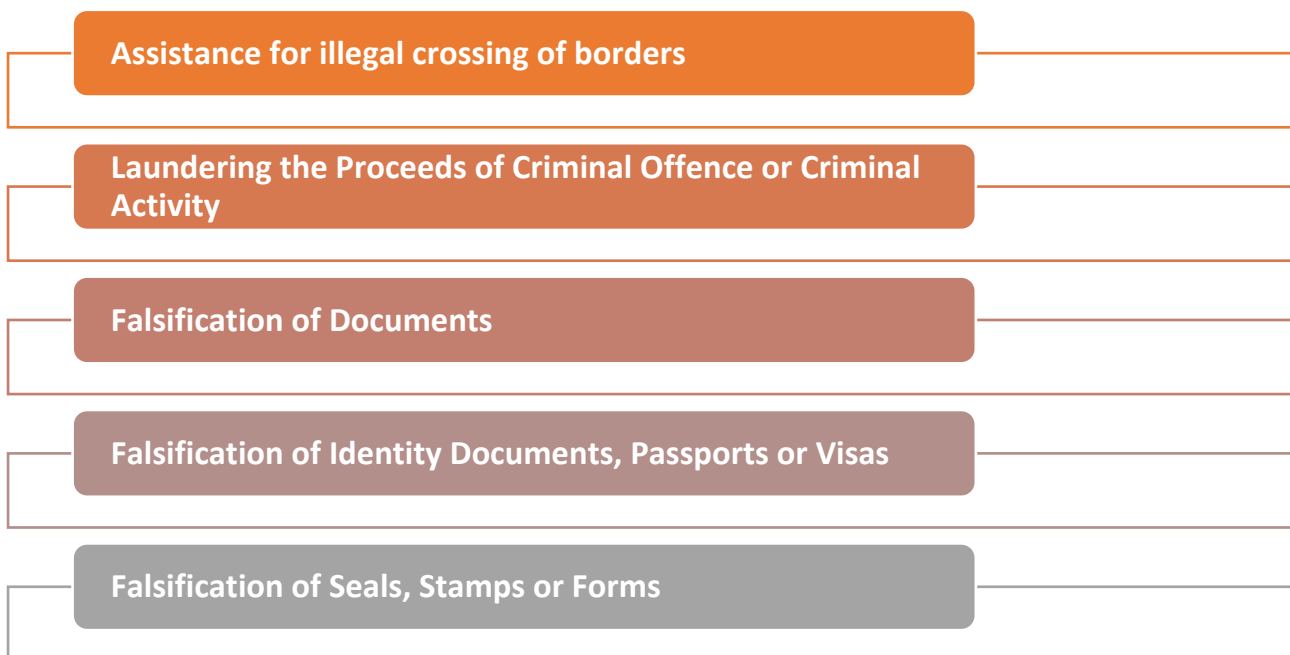 Assistance for illegal crossing of borders
Laundering the Proceeds of Criminal Offence or Criminal
Activity
Falsification of Documents
Falsification of Identity Documents, Passports or Visas
Falsification of Seals, Stamps or Forms